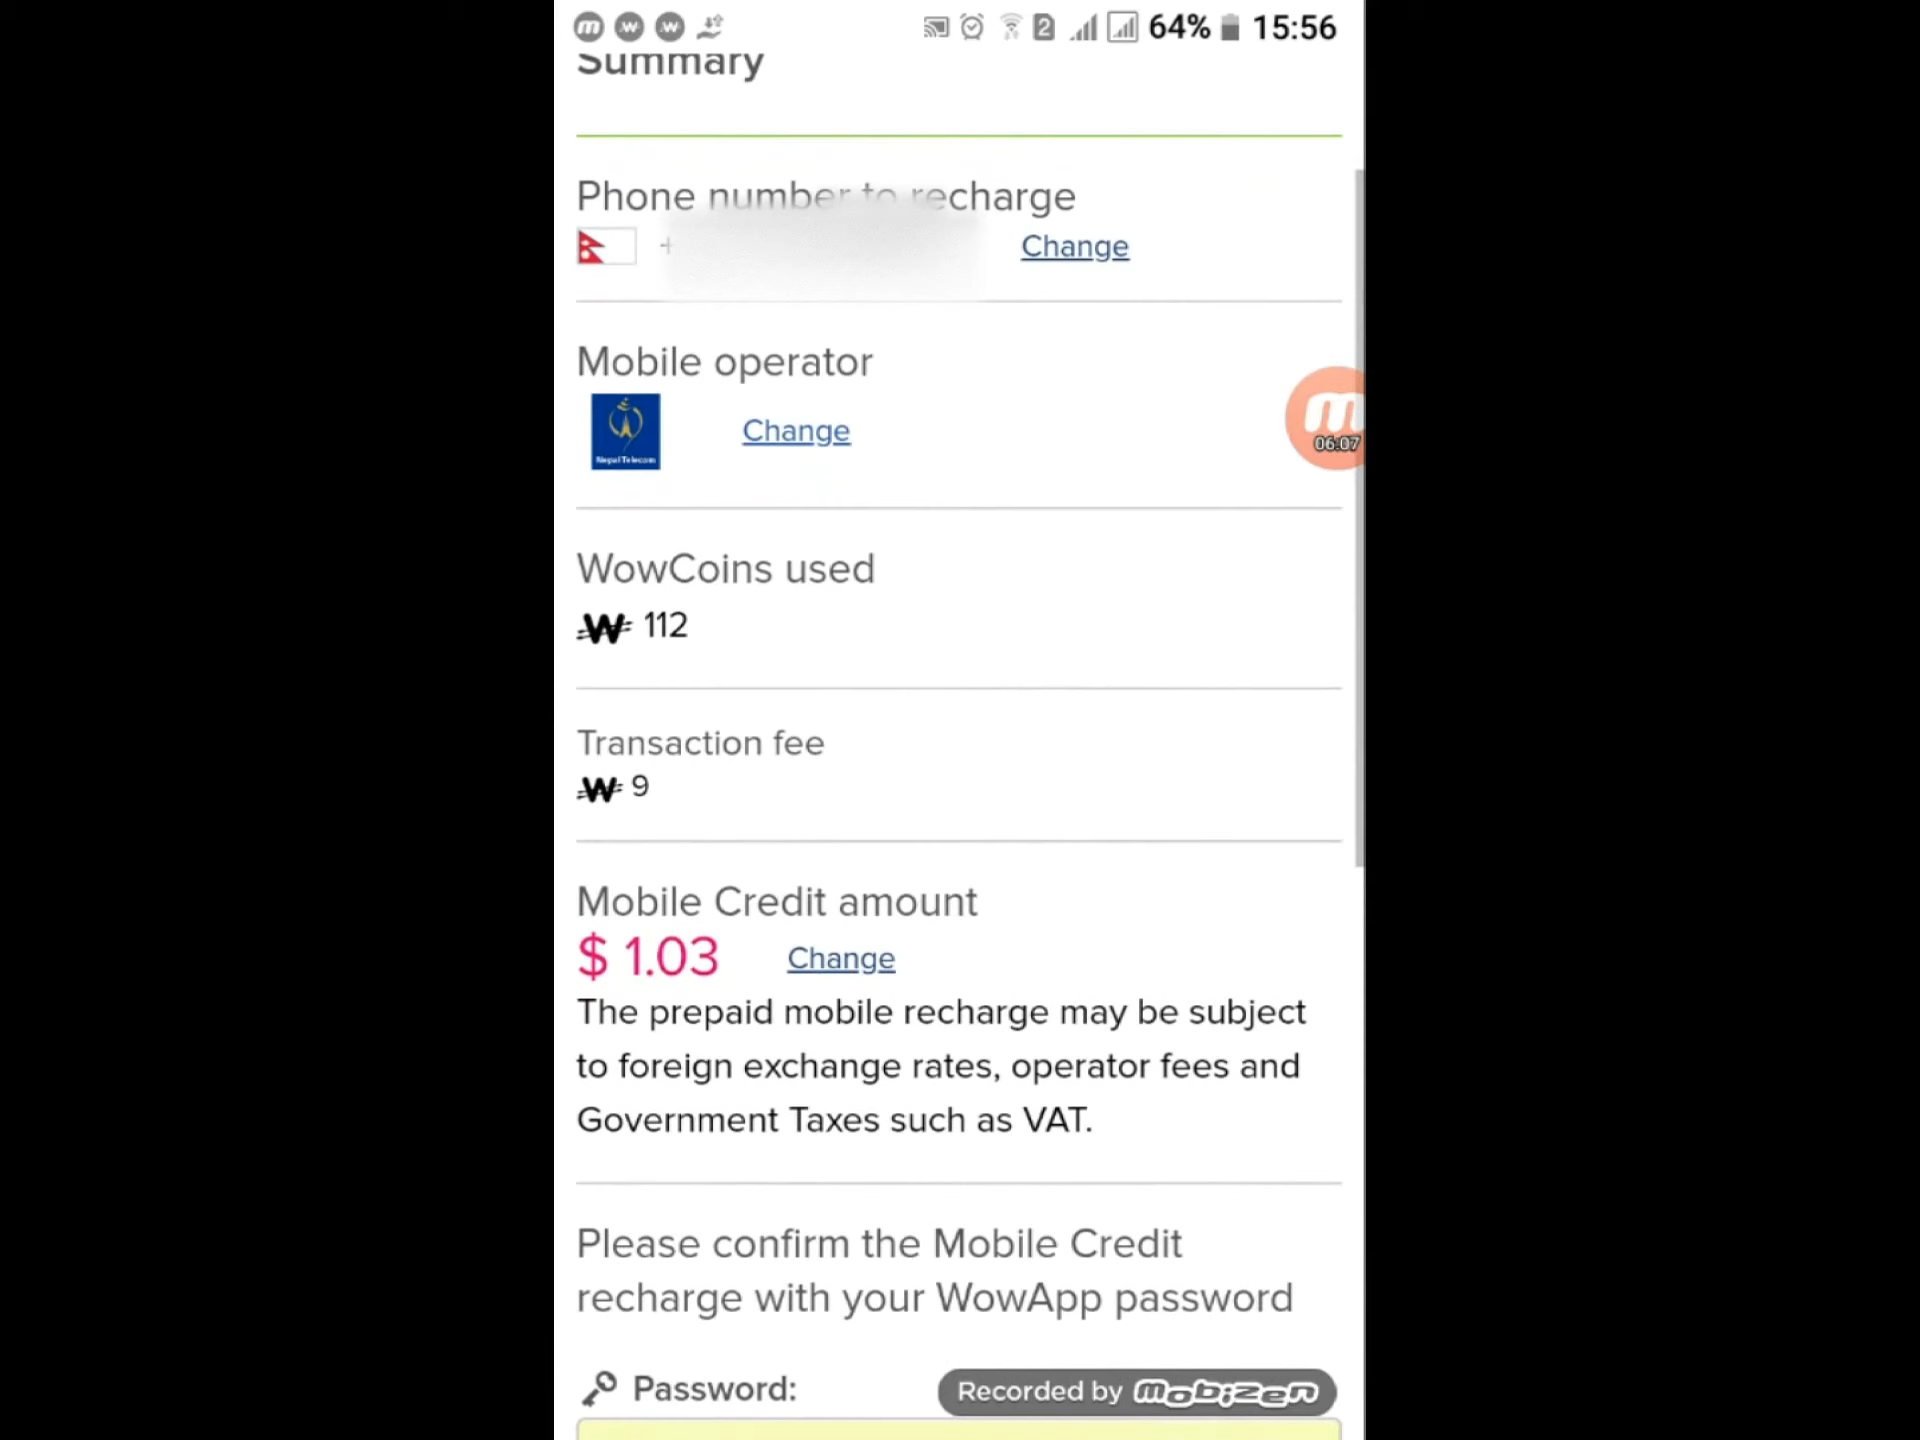 64% 15:56
Summary
Phone number to recharge
+ Change
Mobile operator
Nepal Telecom
Change
06:07
WowCoins used
W 112
Transaction fee
W 9
Mobile Credit amount
$ 1.03 Change
The prepaid mobile recharge may be subject
to foreign exchange rates, operator fees and
Government Taxes such as VAT.
Please confirm the Mobile Credit
recharge with your WowApp password
Password:
Recorded by mobizen